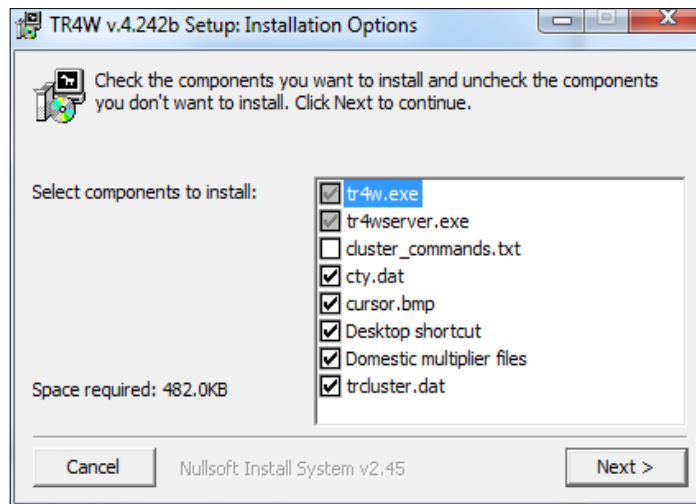 TR4W v.4.242b Setup: Installation Options
Check the components you want to install and uncheck the components
you don't want to install. Click Next to continue.
Select components to install:
tr4w.exe
tr4wserver.exe
cluster_commands.txt
cty.dat
cursor.bmp
Desktop shortcut
Domestic multiplier files
trcluster.dat
Space required: 482.0KB
Cancel
Nullsoft Install System v2.45
Next >